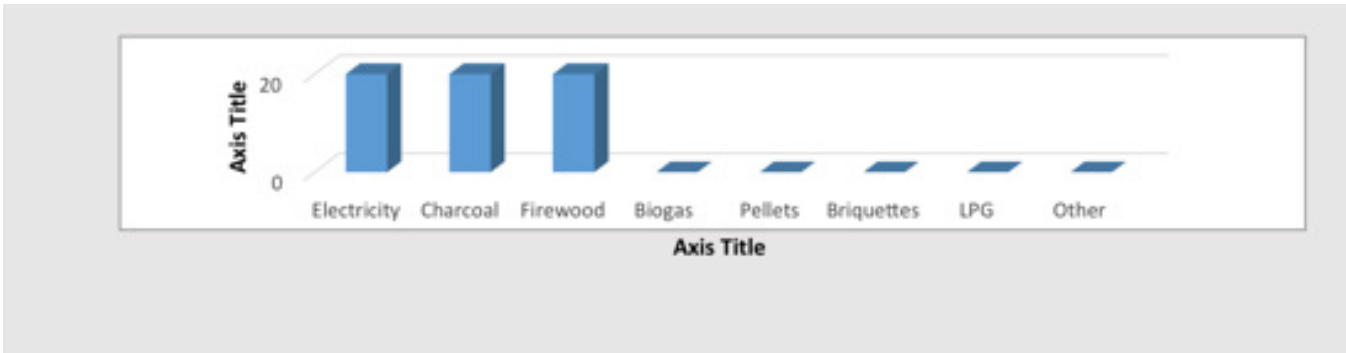 Axis Title
20
0
Electricity Charcoal Firewood Biogas Pellets Briquettes LPG Other
Axis Title